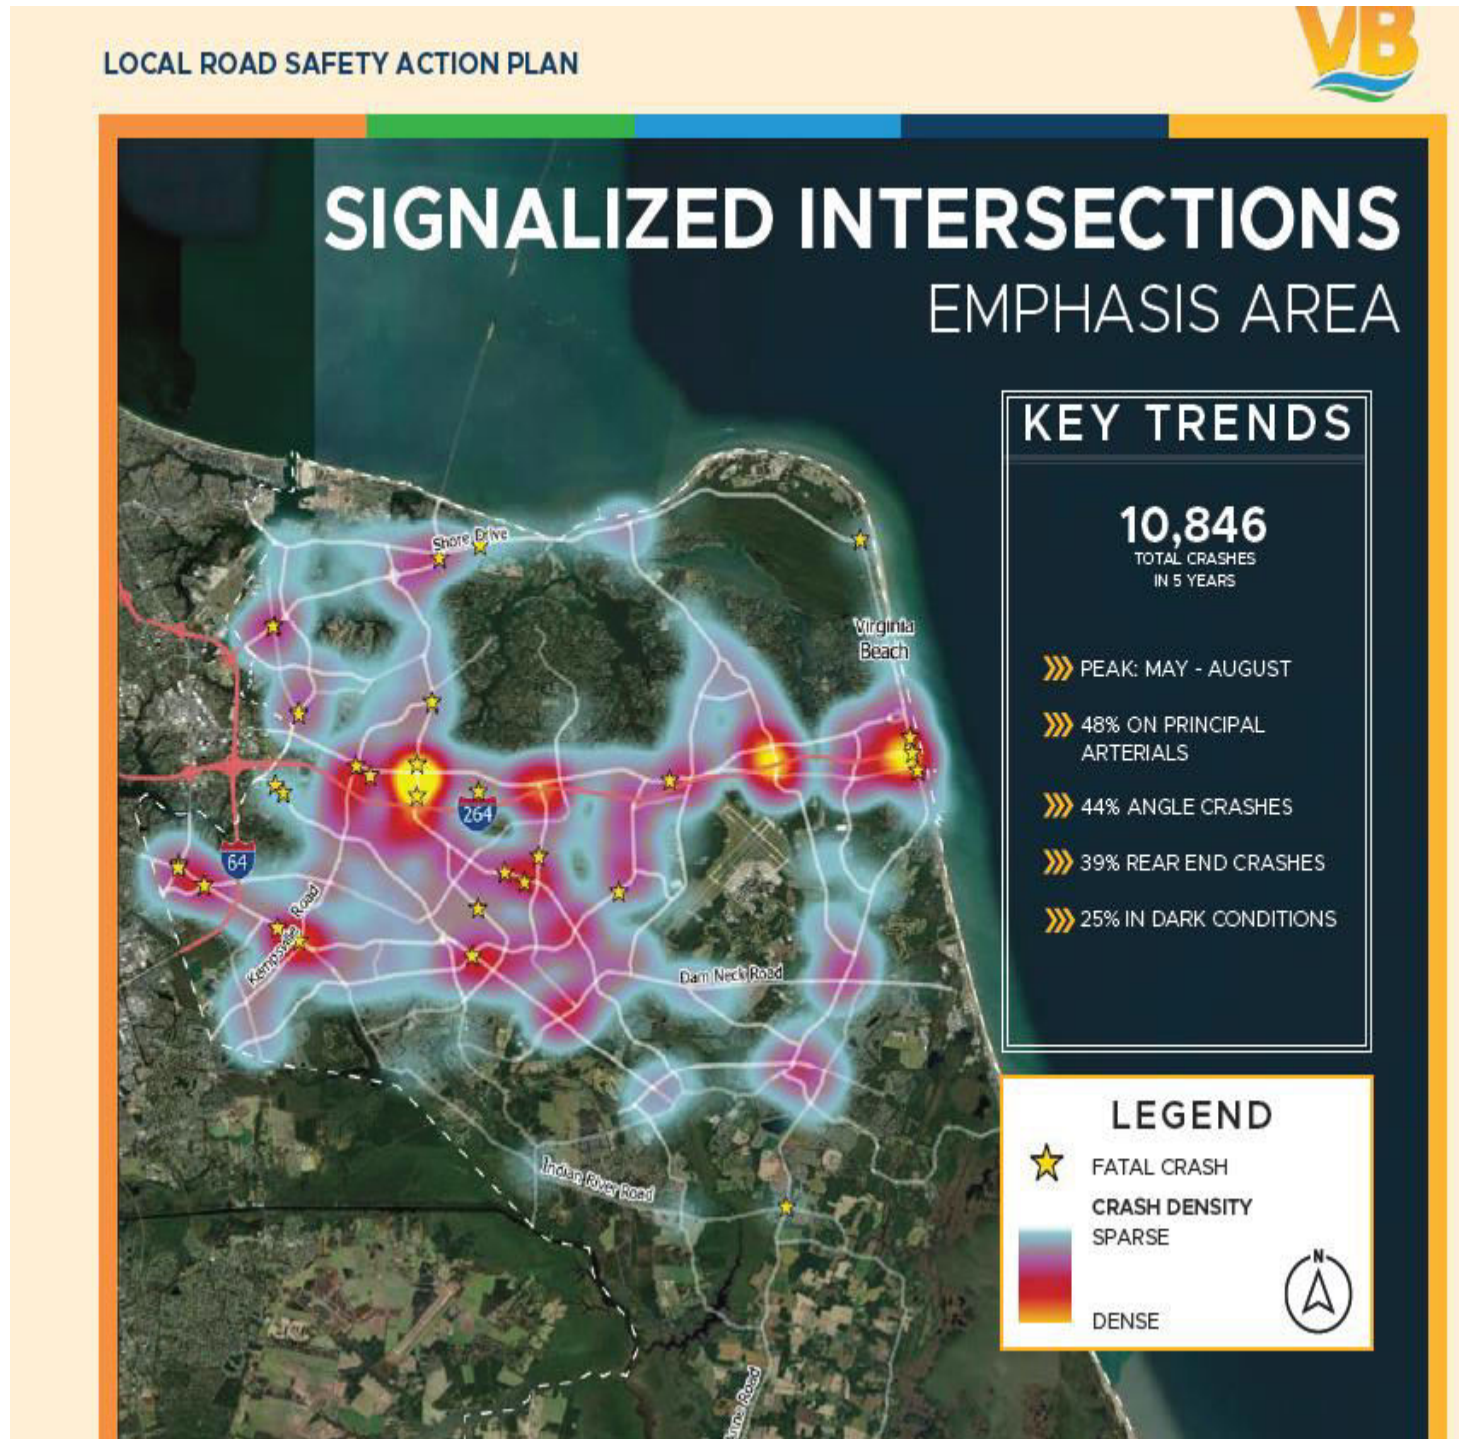 VB
LOCAL ROAD SAFETY ACTION PLAN
SIGNALIZED INTERSECTIONS
EMPHASIS AREA
KEY TRENDS
10,846
TOTAL CRASHES
IN 5 YEARS
PEAK: MAY - AUGUST
48% ON PRINCIPAL
ARTERIALS
44% ANGLE CRASHES
39% REAR END CRASHES
25% IN DARK CONDITIONS
Shore Drive
Virginia
Beach
264
64
Kempsville Road
Dam Neck Road
Indian River Road
Road
LEGEND
FATAL CRASH
CRASH DENSITY
SPARSE
DENSE
N